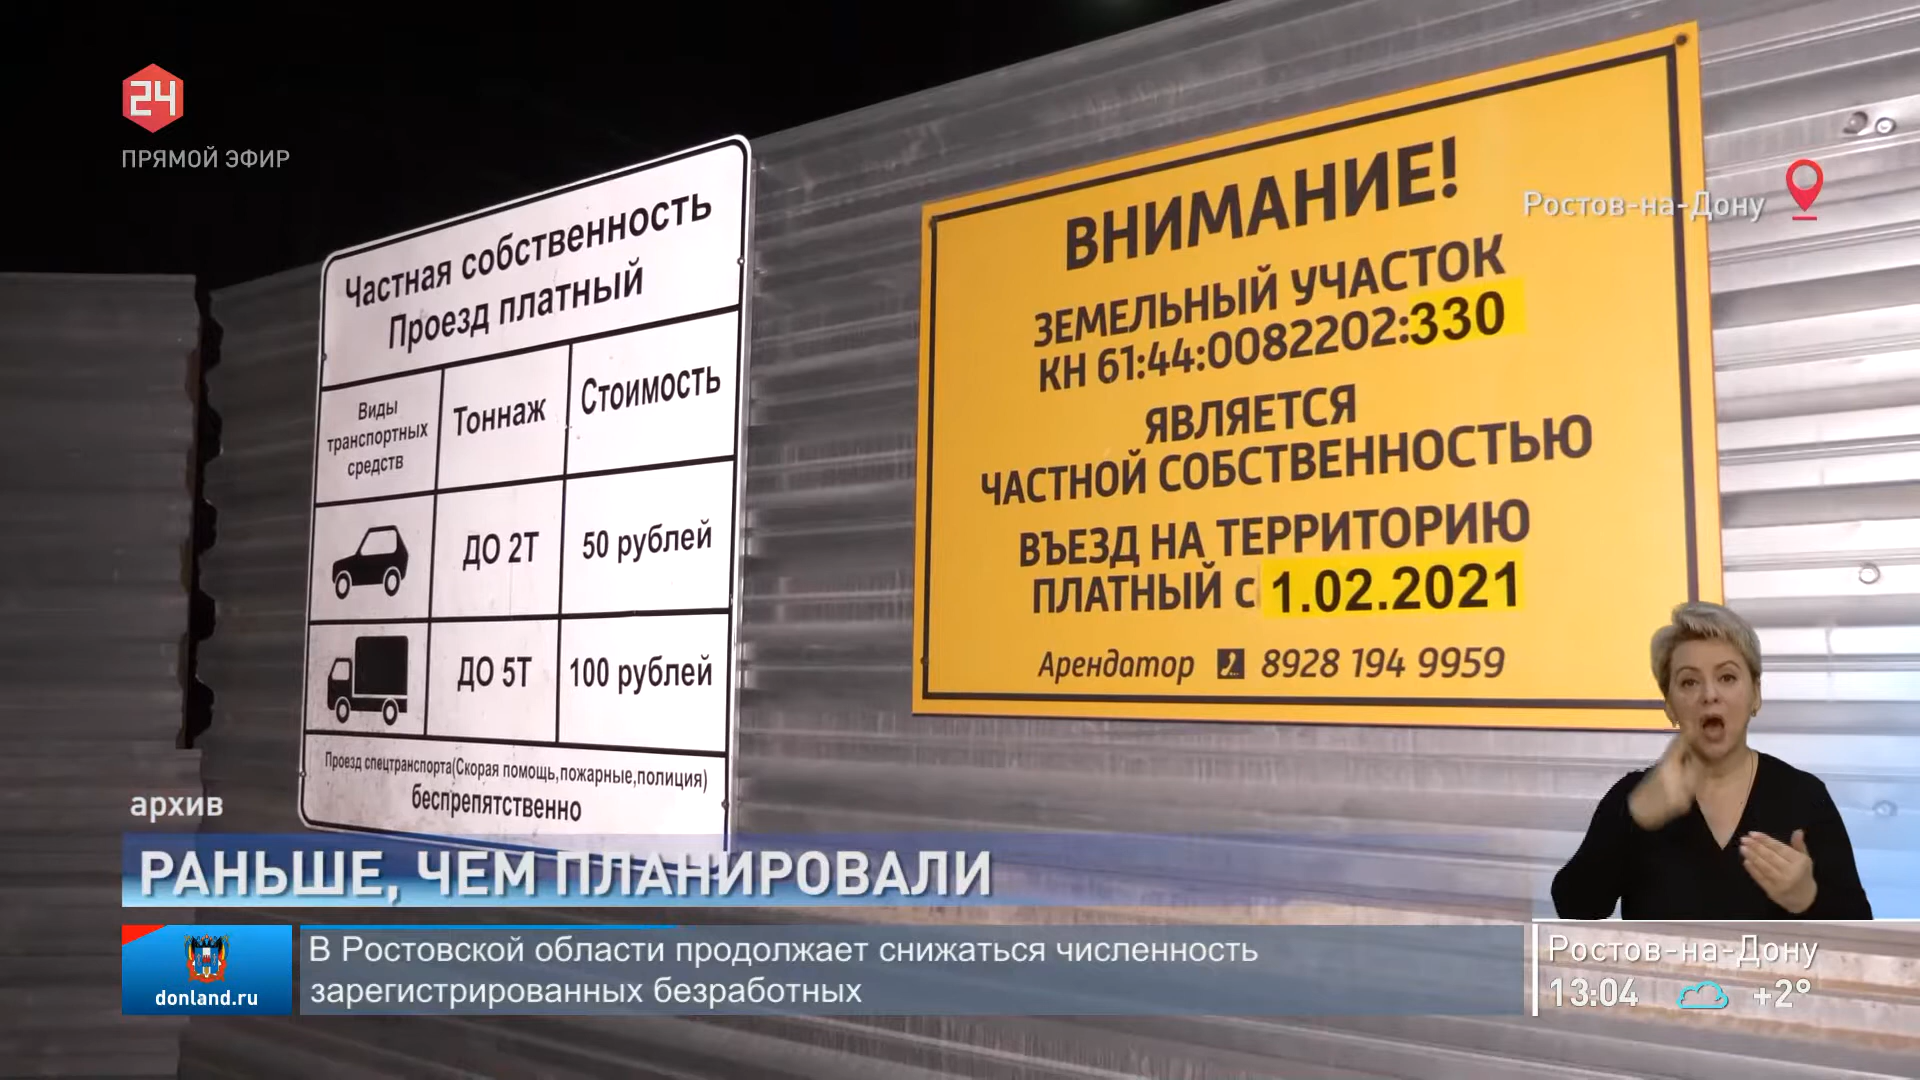 24
ПРЯМОЙ ЭФИР
Частная собственность
Проезд платный
Виды
транспортных
средств
Тоннаж
Стоимость
ДО 2Т
50 рублей
ДО 5Т
100 рублей
Проезд спецтранспорта(Скорая помощь,пожарные,полиция)
беспрепятственно
ВНИМАНИЕ!
ЗЕМЕЛЬНЫЙ УЧАСТОК
КН 61:44:0082202:330
ЯВЛЯЕТСЯ
ЧАСТНОЙ СОБСТВЕННОСТЬЮ
ВЪЕЗД НА ТЕРРИТОРИЮ
ПЛАТНЫЙ с 1.02.2021
Арендатор 8928 194 9959
Ростов-на-Дону
архив
РАНЬШЕ, ЧЕМ ПЛАНИРОВАЛИ
donland.ru
В Ростовской области продолжает снижаться численность
зарегистрированных безработных
Ростов-на-Дону
13:04 +2°